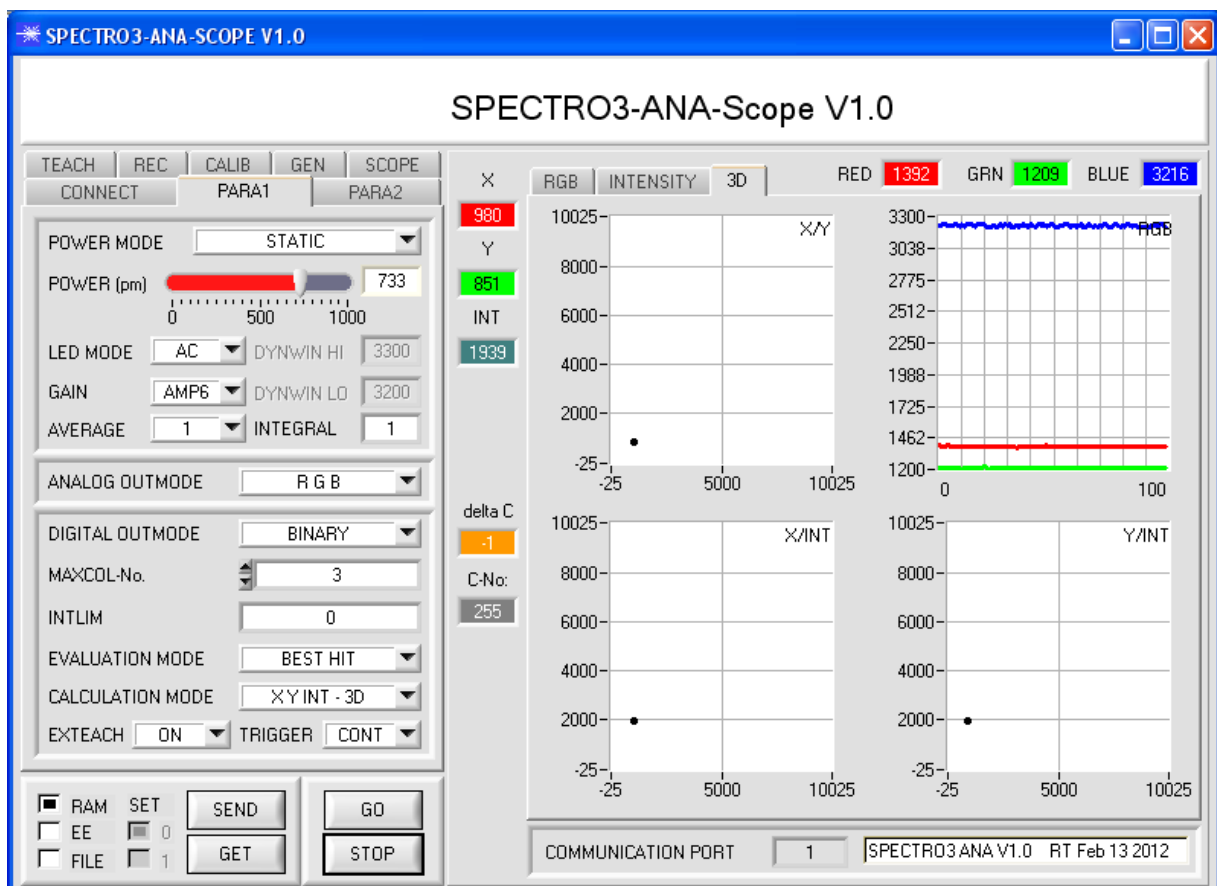 SPECTRO3-ANA-SCOPE V1.0
SPECTRO3-ANA-Scope V1.0
TEACH REC CALIB GEN SCOPE
CONNECT PARA1 PARA2
POWER MODE STATIC
POWER (pm) 733
0 500 1000
LED MODE AC DYNWIN HI 3300
GAIN AMP6 DYNWIN LO 3200
AVERAGE 1 INTEGRAL 1
ANALOG OUTMODE R G B
DIGITAL OUTMODE BINARY
MAXCOL-No. 3
INTLIM 0
EVALUATION MODE BEST HIT
CALCULATION MODE X Y INT - 3D
EXTEACH ON TRIGGER CONT
RAM SET SEND GO
EE 0
FILE 1 GET STOP
X
980
Y
851
INT
1939
delta C
-1
C-No:
255
RGB INTENSITY 3D RED 1392 GRN 1209 BLUE 3216
X/Y
10025
8000
6000
4000
2000
-25
-25 5000 10025
RGB
3300
3038
2775
2512
2250
1988
1725
1462
1200
0 100
X/INT
10025
8000
6000
4000
2000
-25
-25 5000 10025
Y/INT
10025
8000
6000
4000
2000
-25
-25 5000 10025
COMMUNICATION PORT 1 SPECTRO3 ANA V1.0 RT Feb 13 2012